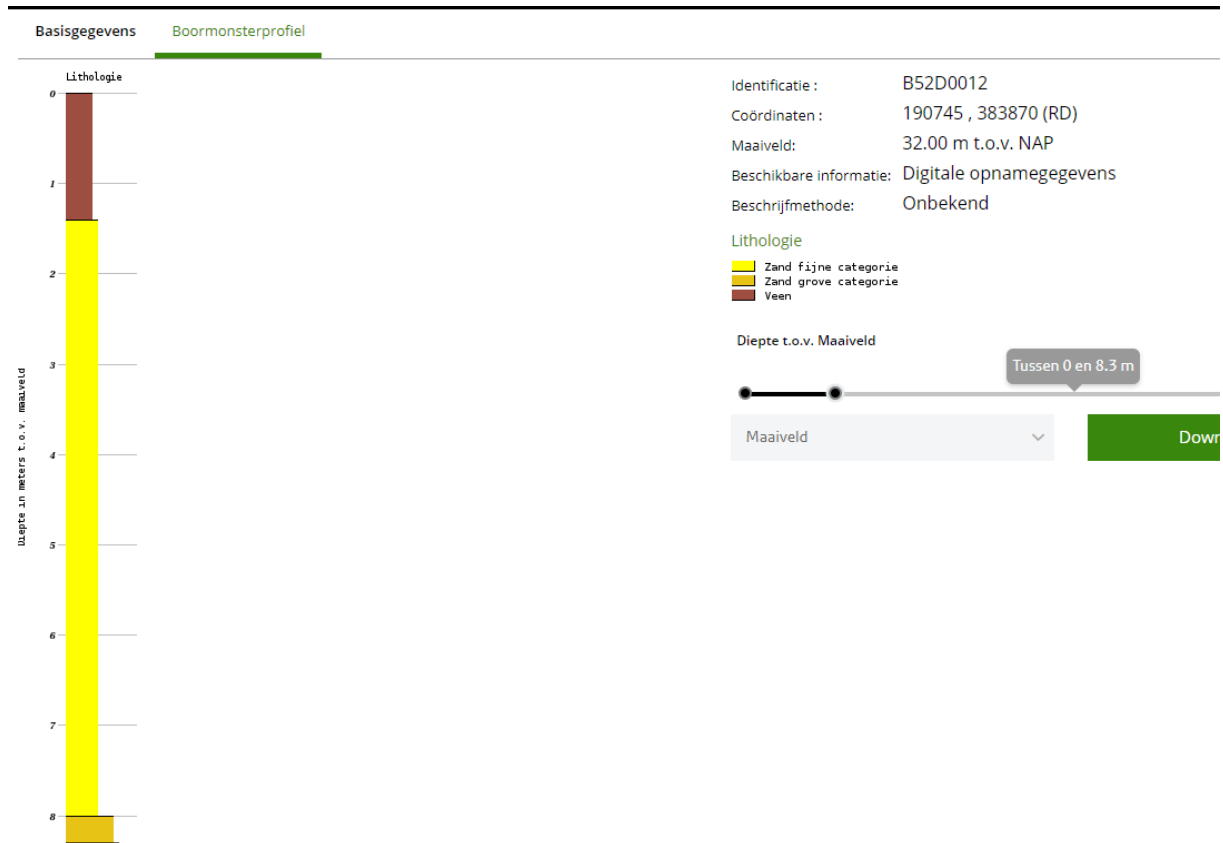 Basisgegevens Boormonsterprofiel
Lithologie
0
1
2
3
4
5
6
7
8
Diepte in meters t.o.v. maaiveld
Identificatie : B52D0012
Coördinaten : 190745 , 383870 (RD)
Maaiveld: 32.00 m t.o.v. NAP
Beschikbare informatie: Digitale opnamegegevens
Beschrijfmethode: Onbekend
Lithologie
Zand fijne categorie
Zand grove categorie
Veen
Diepte t.o.v. Maaiveld
Tussen 0 en 8.3 m
Maaiveld